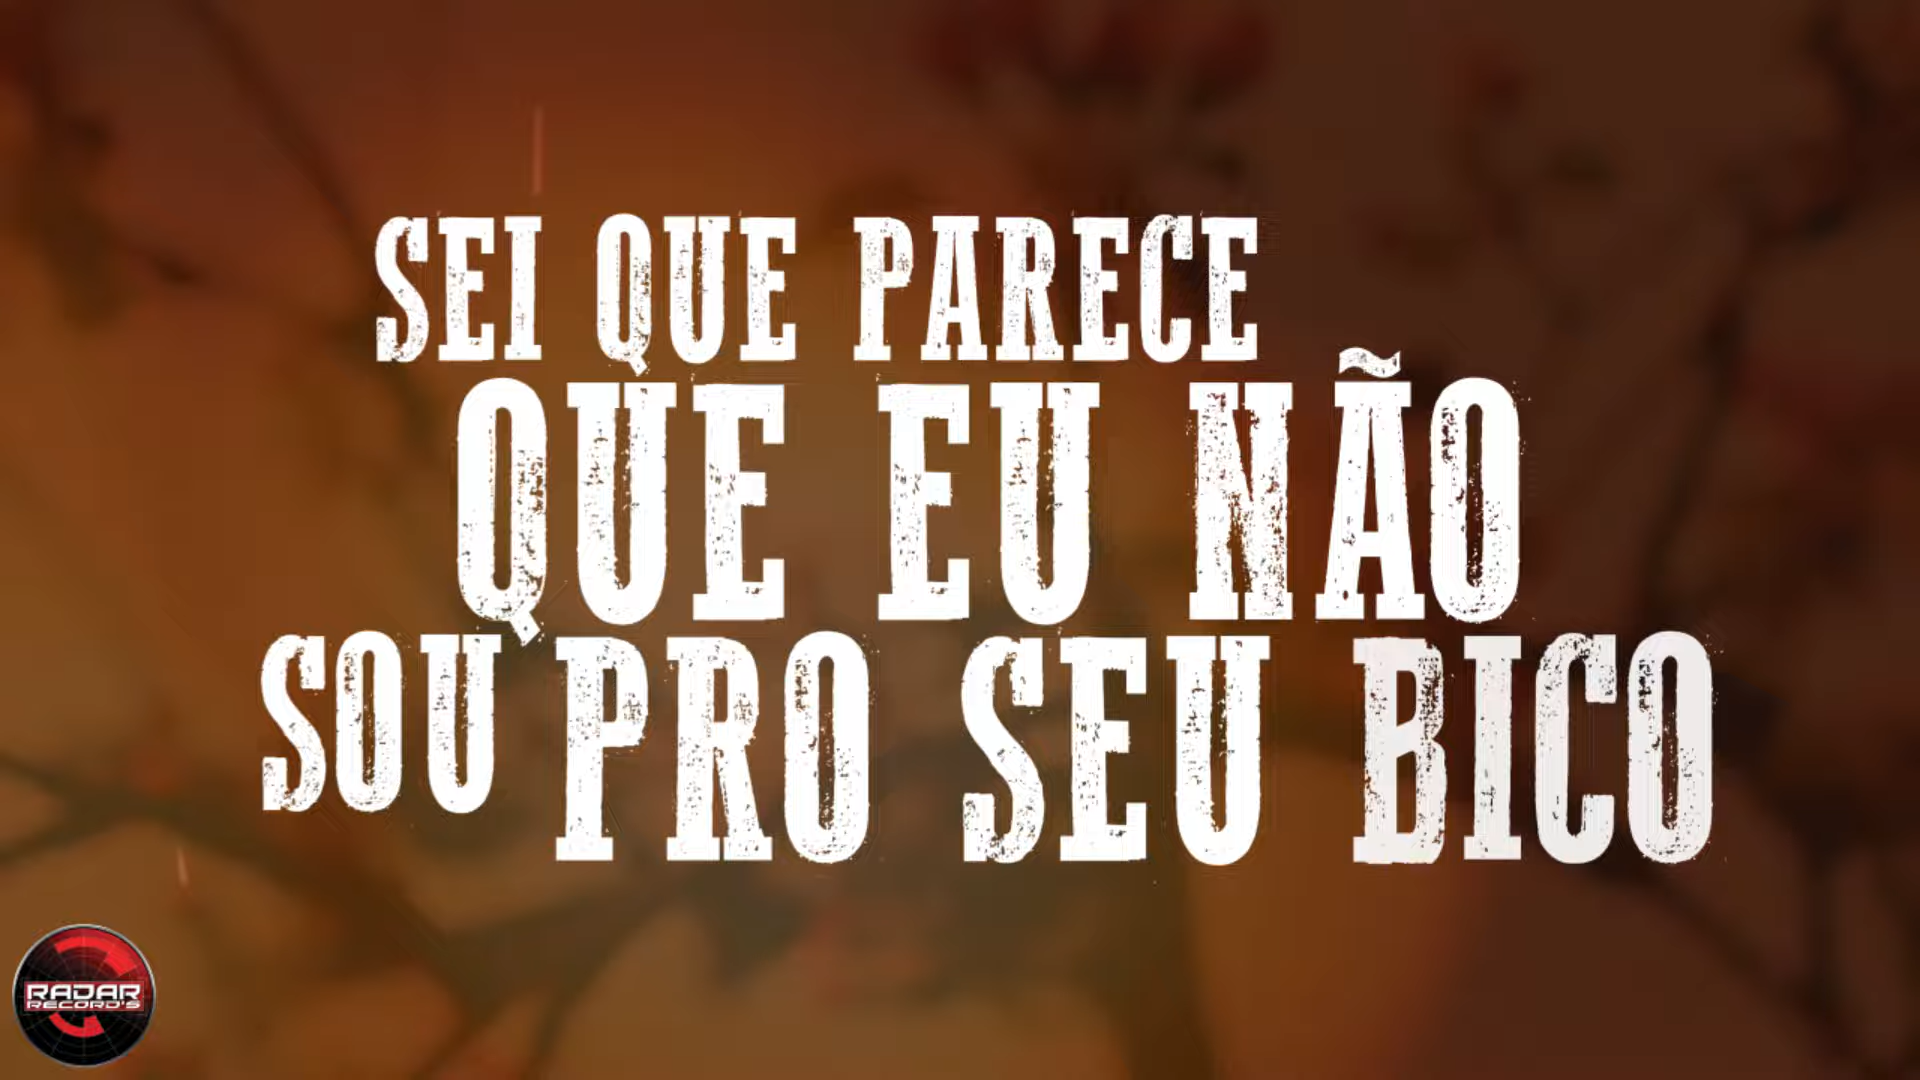 SEI QUE PARECE
QUE EU NÃO
SOU PRO SEU BICO
RADAR
RECORD'S